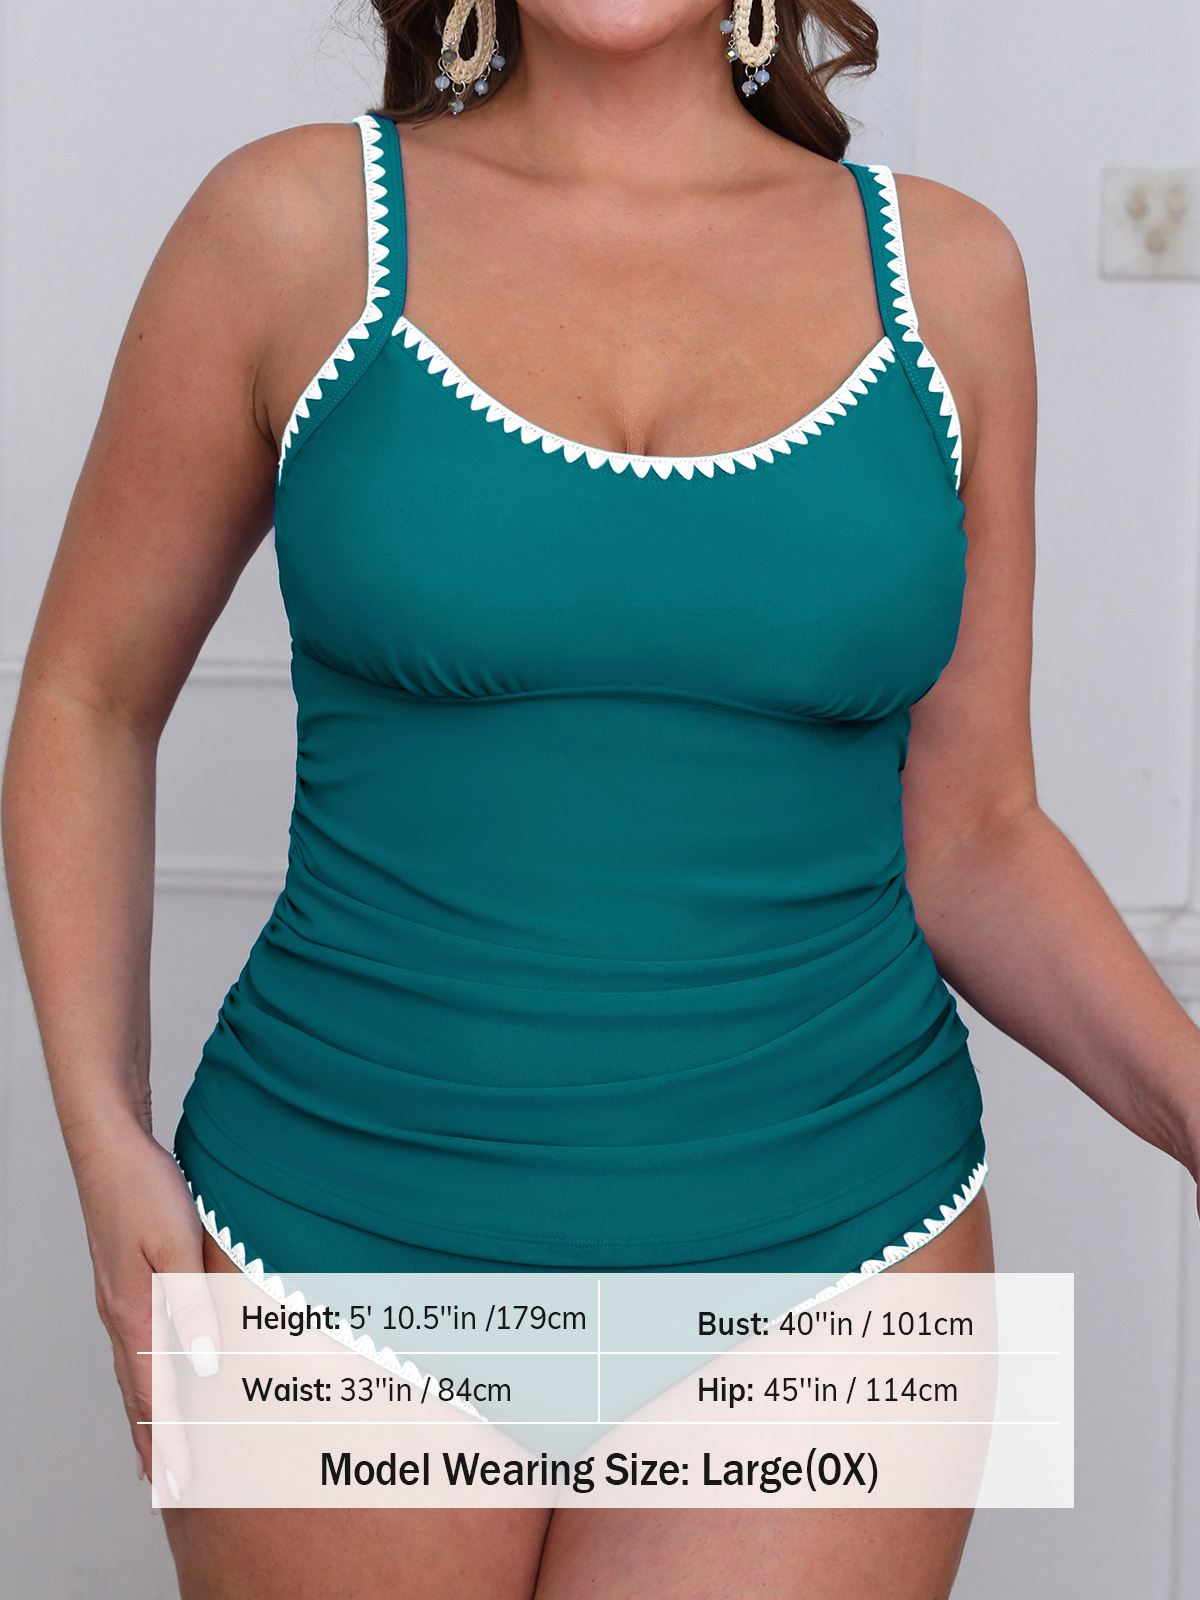 Height: 5' 10.5"in /179cm
Bust: 40"in / 101cm
Waist: 33"in / 84cm
Hip: 45"in / 114cm
Model Wearing Size: Large(0X)